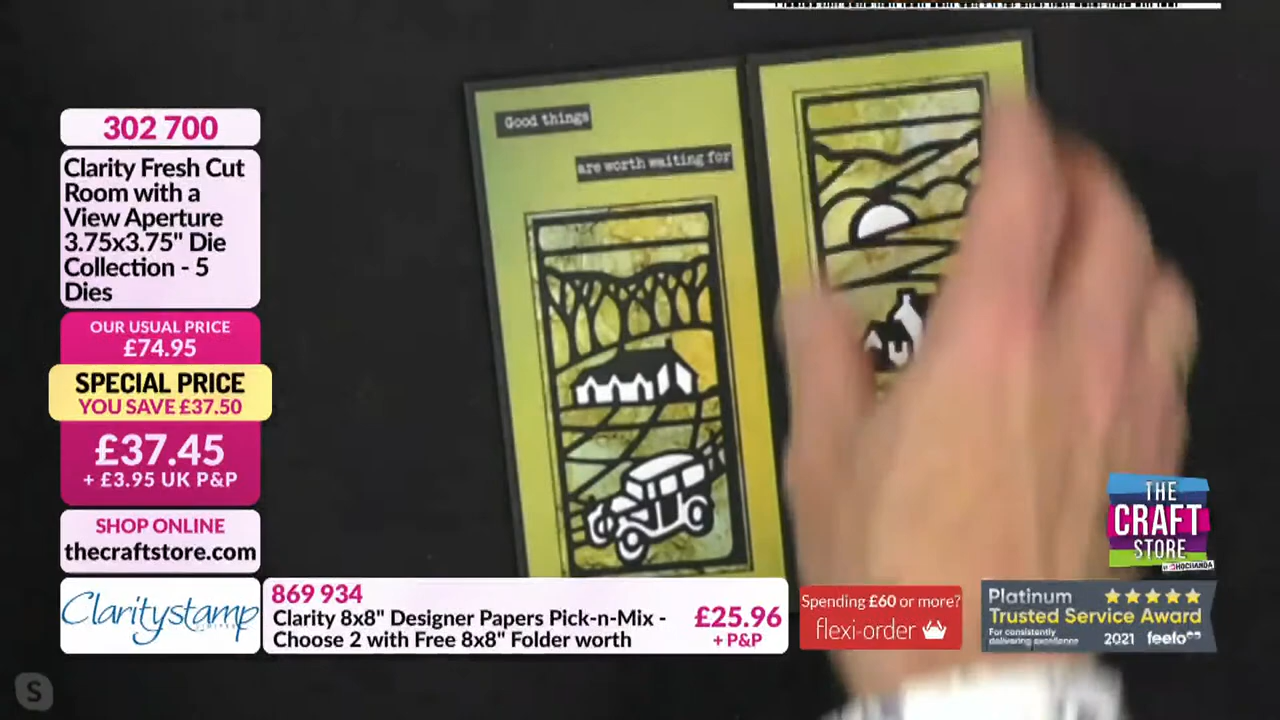 302 700
Clarity Fresh Cut
Room with a
View Aperture
3.75x3.75" Die
Collection - 5
Dies
OUR USUAL PRICE
£74.95
SPECIAL PRICE
YOU SAVE £37.50
£37.45
+ £3.95 UK P&P
SHOP ONLINE
thecraftstore.com
Good things
are worth waiting for
THE
CRAFT
STORE
HOCHANDA
Claritystamp
LIMITED
869 934
Clarity 8x8" Designer Papers Pick-n-Mix -
Choose 2 with Free 8x8" Folder worth
£25.96
+ P&P
Spending £60 or more?
flexi-order
Platinum
Trusted Service Award
For consistently
delivering excellence
2021 feefo
S